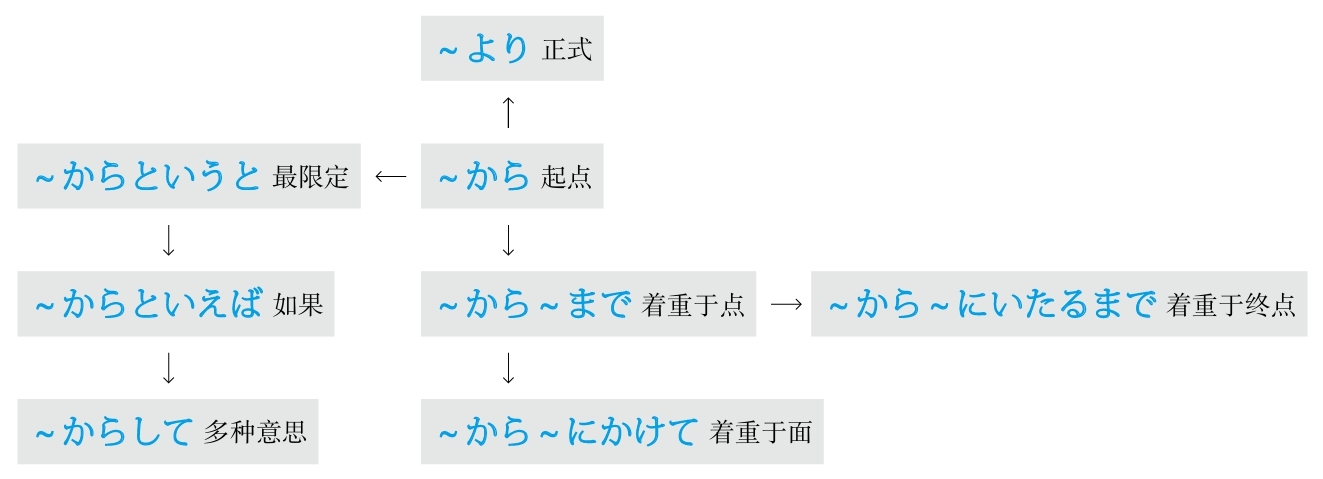 ~より 正式
↑
~からというと 最限定 ← ~から 起点
↓ ↓
~からといえば 如果 ~から~まで 着重于点 → ~から~にいたるまで 着重于终点
↓ ↓
~からして 多种意思 ~から~にかけて 着重于面